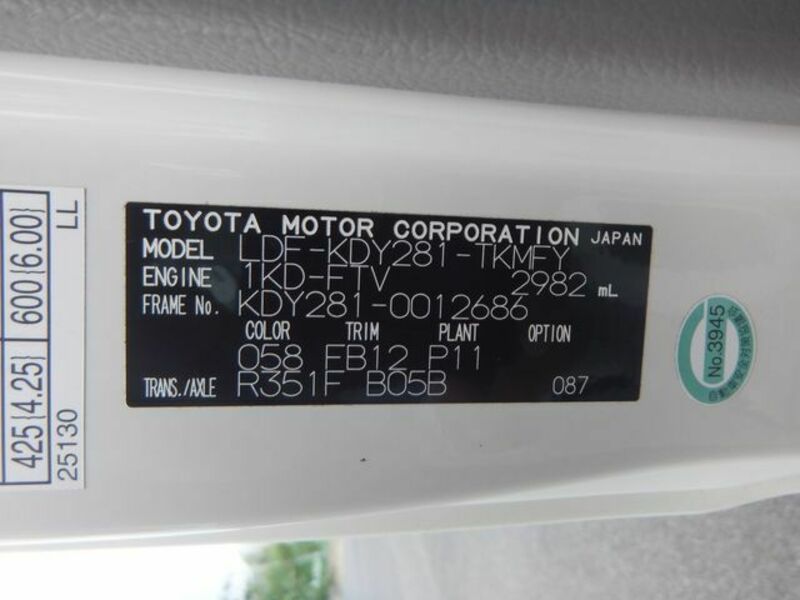 TOYOTA MOTOR CORPORATION JAPAN
MODEL LDF-KDY281-TKMFY
ENGINE 1KD-FTV 2982 mL
FRAME No. KDY281-0012686
COLOR TRIM PLANT OPTION
058 FB12 P11
TRANS./AXLE R351F B05B 087
425{4.25} 600{6.00} LL
25130
No.3945